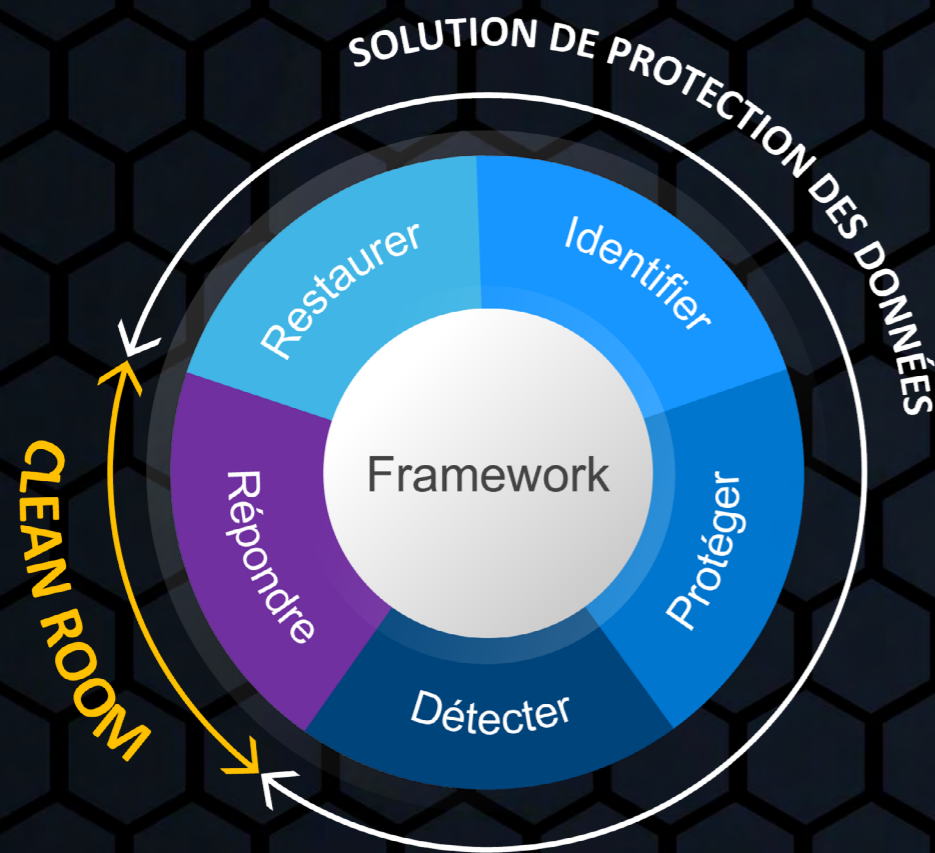 SOLUTION DE PROTECTION DES DONNÉES
Restaurer
Identifier
Framework
Répondre
Protéger
Détecter
CLEAN ROOM